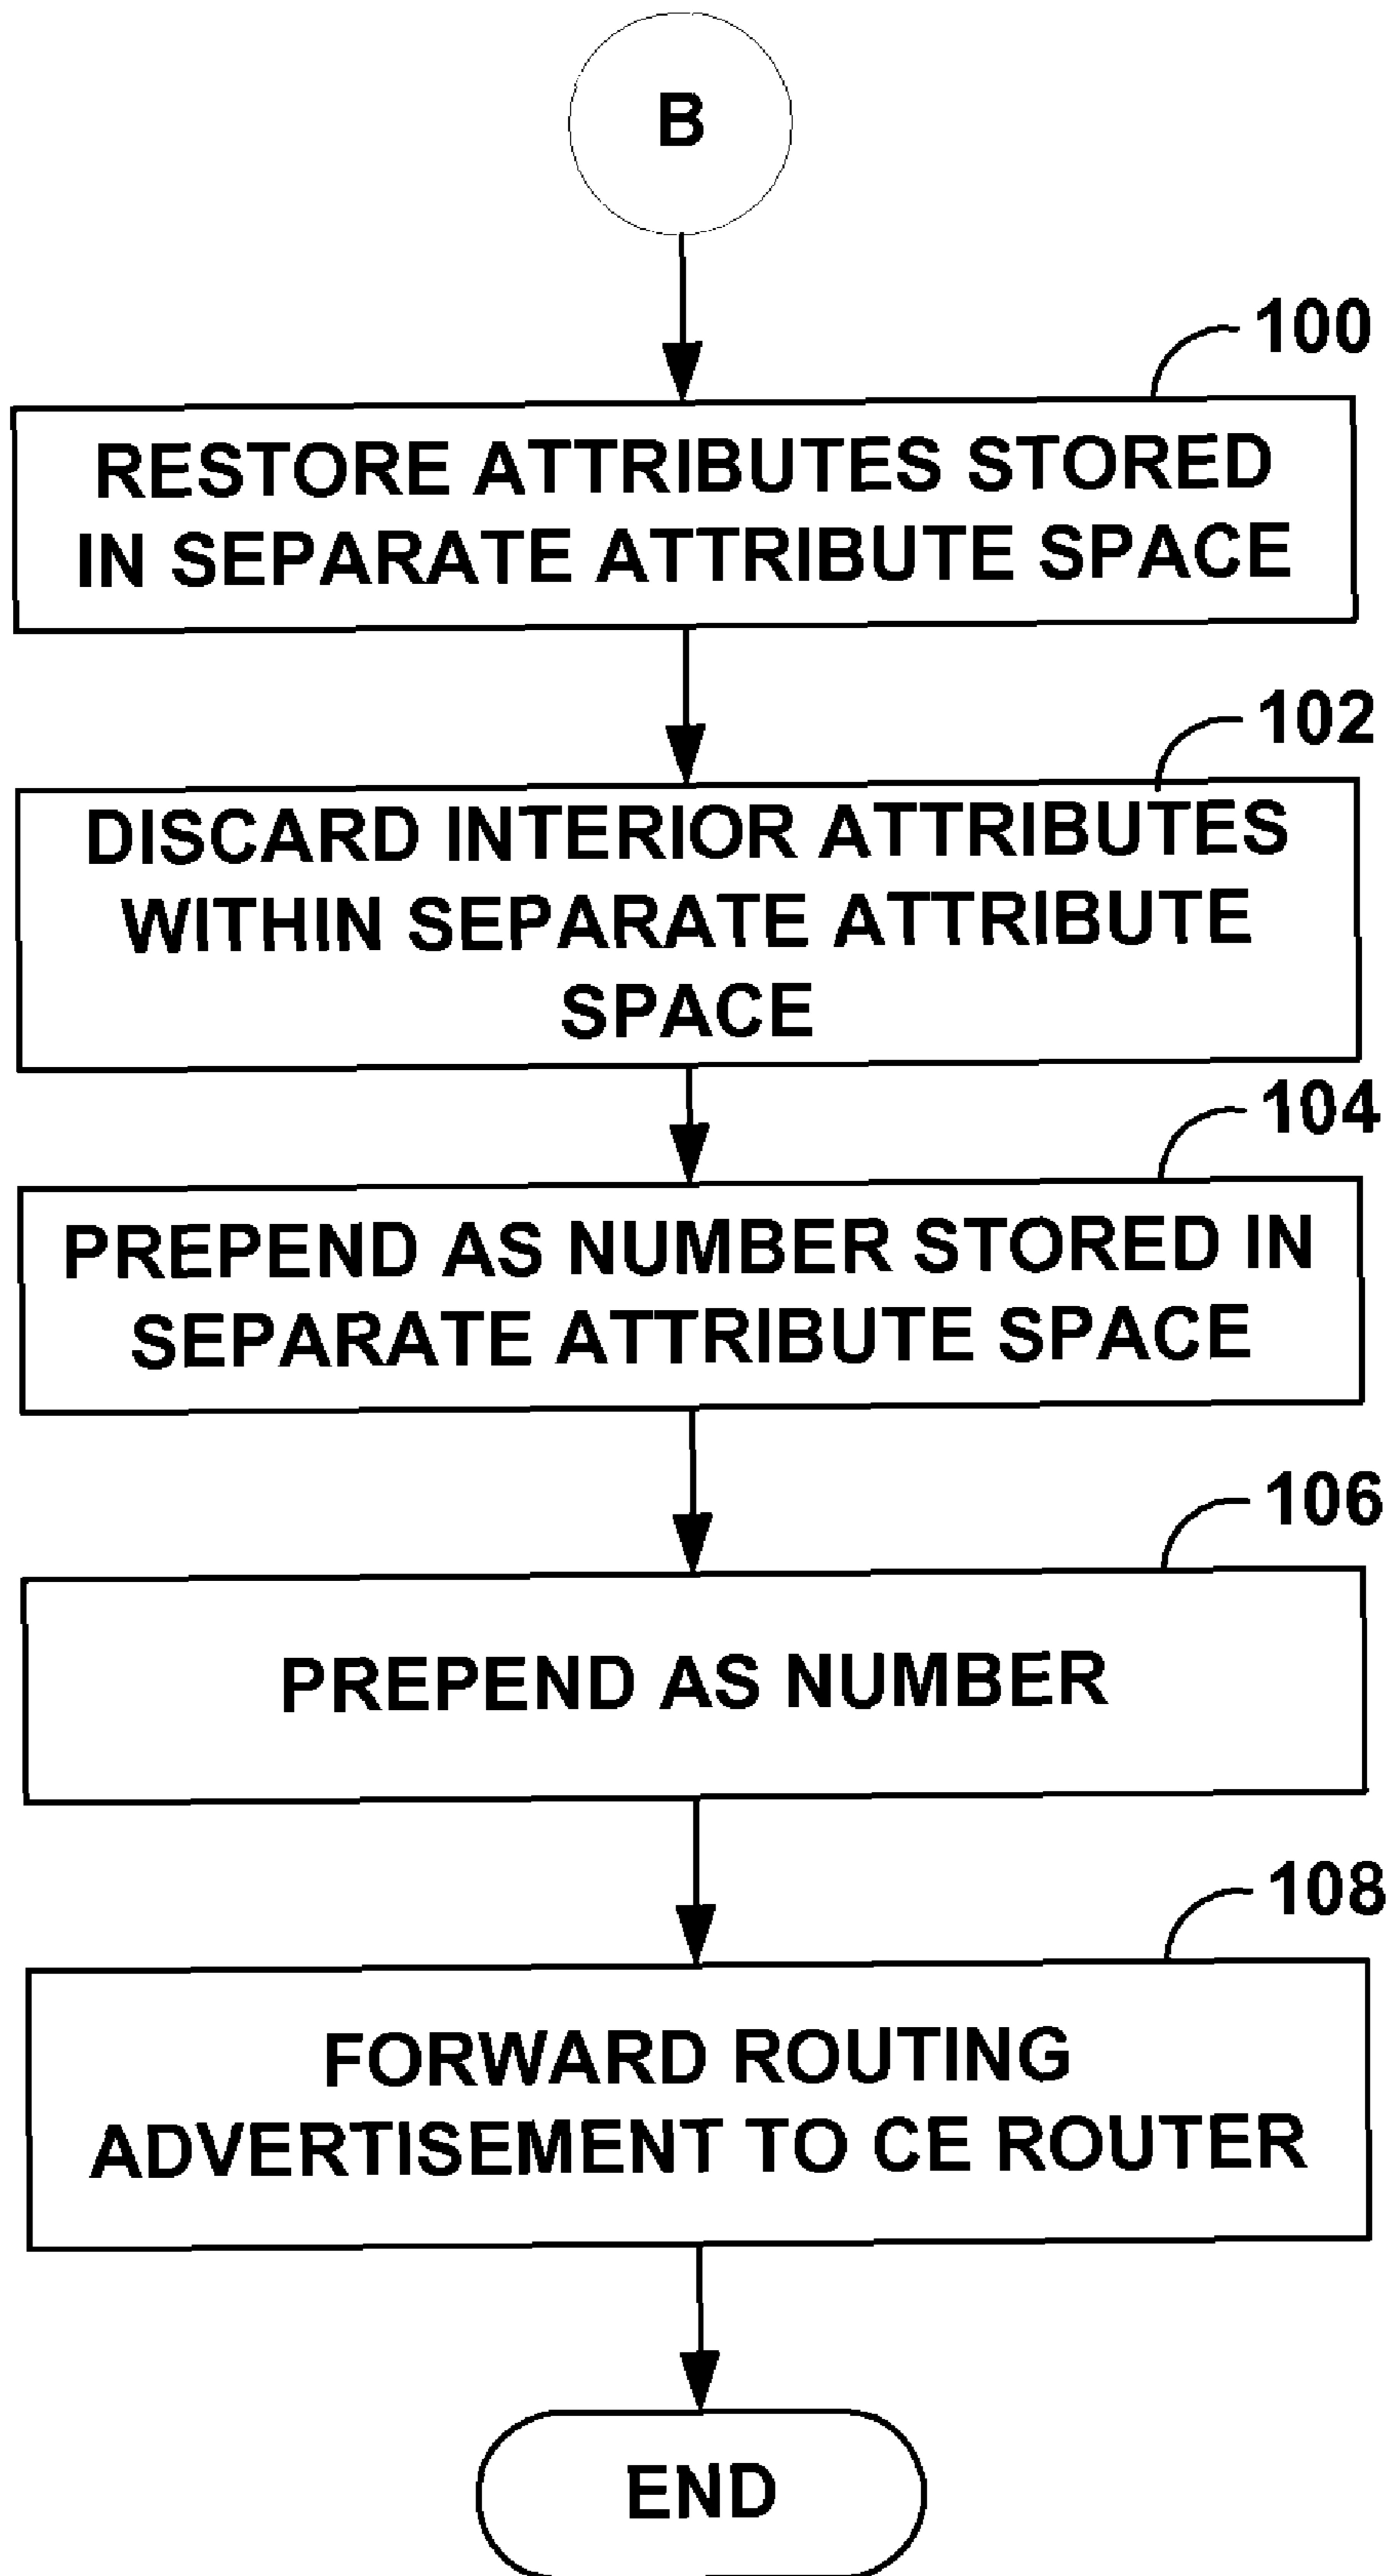 B
100
RESTORE ATTRIBUTES STORED
IN SEPARATE ATTRIBUTE SPACE
102
DISCARD INTERIOR ATTRIBUTES
WITHIN SEPARATE ATTRIBUTE
SPACE
104
PREPEND AS NUMBER STORED IN
SEPARATE ATTRIBUTE SPACE
106
PREPEND AS NUMBER
108
FORWARD ROUTING
ADVERTISEMENT TO CE ROUTER
END